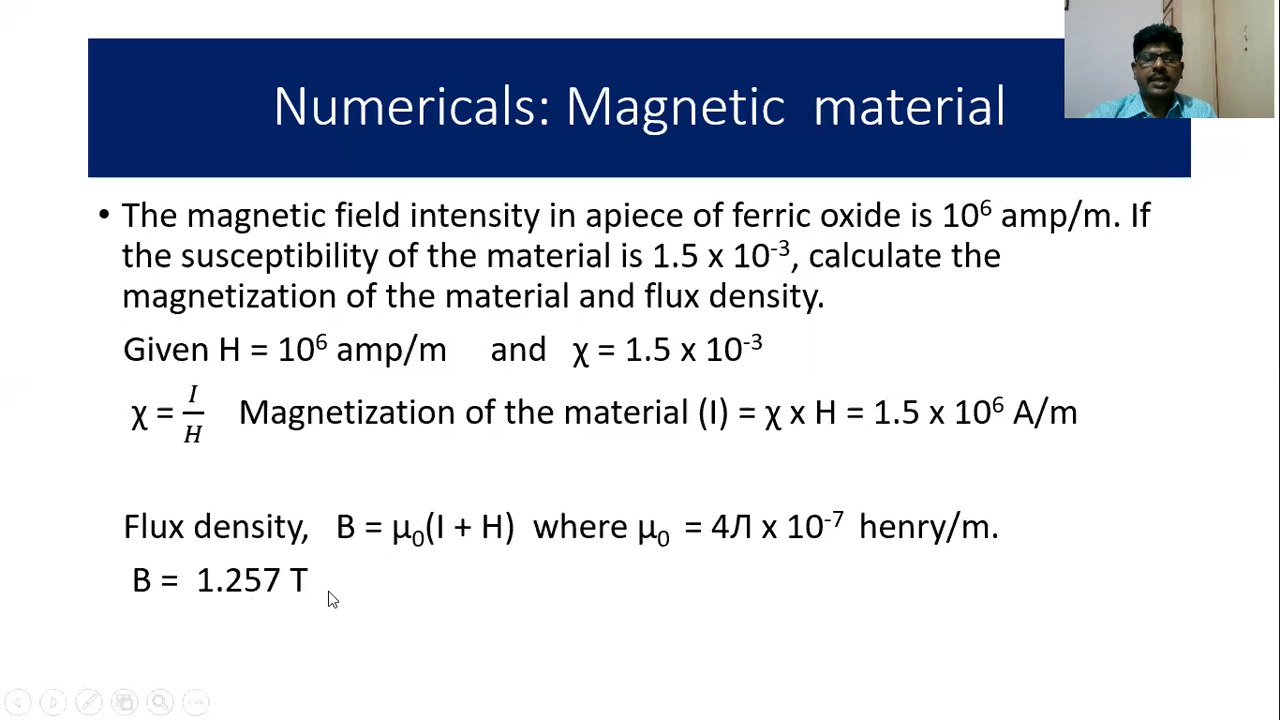 Numericals: Magnetic material
• The magnetic field intensity in apiece of ferric oxide is 10⁶ amp/m. If
the susceptibility of the material is 1.5 x 10⁻³, calculate the
magnetization of the material and flux density.
Given H = 10⁶ amp/m and χ = 1.5 x 10⁻³
χ = I/H Magnetization of the material (I) = χ x H = 1.5 x 10⁶ A/m
Flux density, B = μ₀(I + H) where μ₀ = 4Л x 10⁻⁷ henry/m.
B = 1.257 T